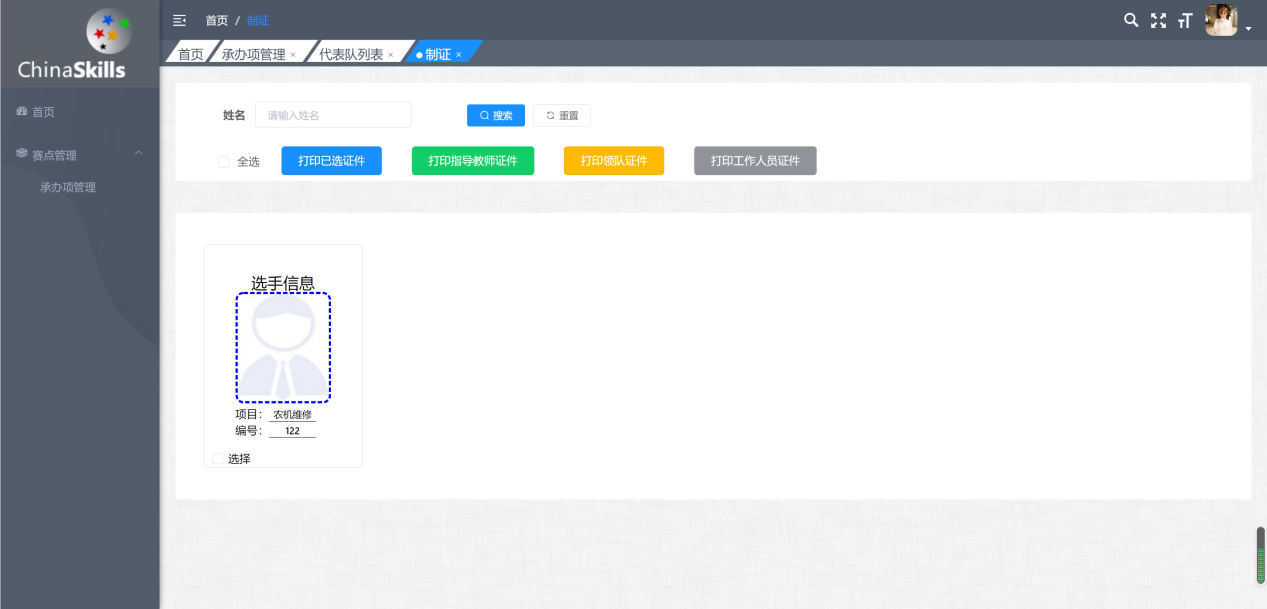 ChinaSkills
首页 / 制证
首页 承办项管理 × 代表队列表 × 制证 ×
首页
赛点管理
承办项管理
姓名 请输入姓名 搜索 重置
全选 打印已选证件 打印指导教师证件 打印领队证件 打印工作人员证件
选手信息
项目: 农机维修
编号: 122
选择